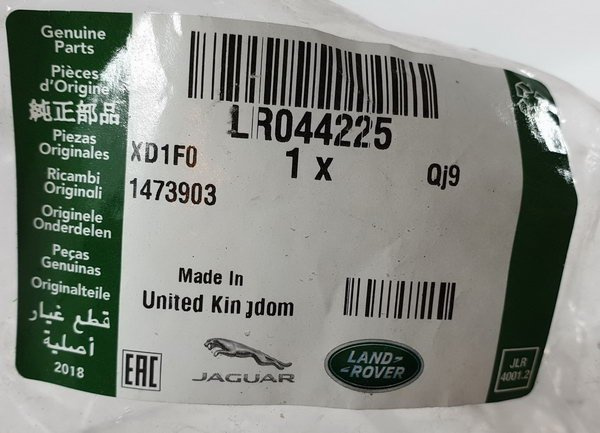 Genuine
Parts
Pièces
d'Origine
純正部品
Piezas
Originales
Ricambi
Originali
Originele
Onderdelen
Peças
Genuinas
Originalteile
قطع غيار
أصلية
2018
LR044225
XD1F0
1 X
Qj9
1473903
Made In
United Kingdom
EAC
JAGUAR
LAND-
-ROVER
JLR
4001.2